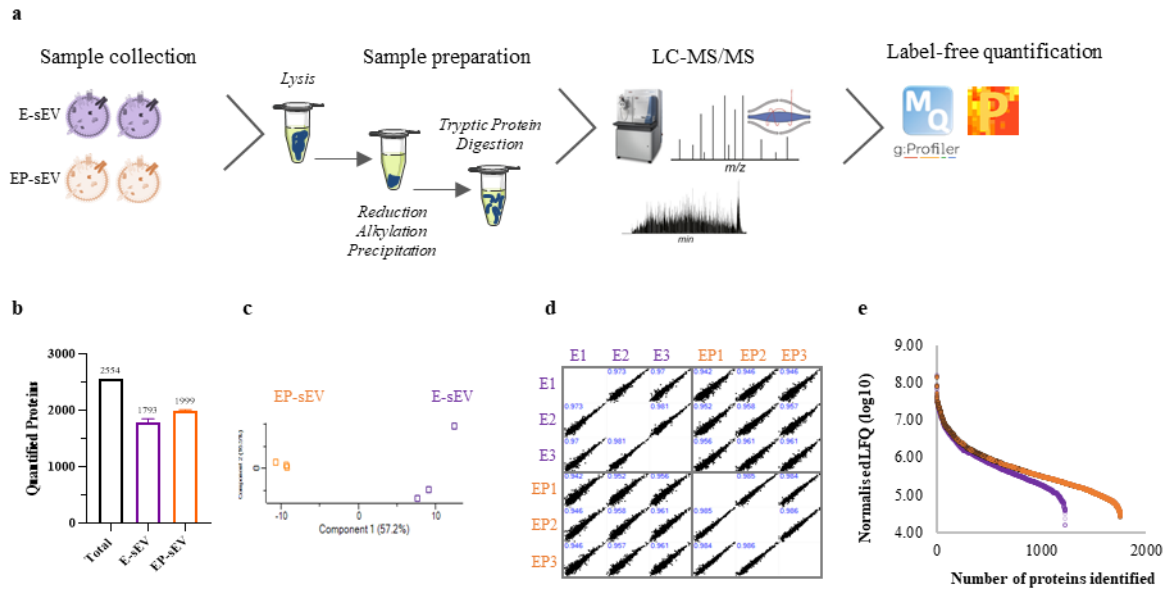 a
Sample collection
Sample preparation
LC-MS/MS
Label-free quantification
E-sEV
EP-sEV
Lysis
Tryptic Protein
Digestion
Reduction
Alkylation
Precipitation
m/z
min
MQ
P
g:Profiler
b
Quantified Proteins
3000
2000
1000
0
2554
1793
1999
Total
E-sEV
EP-sEV
c
EP-sEV
E-sEV
0
-10
0
10
Component 1 (57.2%)
d
E1 E2 E3 EP1 EP2 EP3
E1 0.973 0.97 0.942 0.946 0.946
E2 0.973 0.981 0.952 0.958 0.957
E3 0.97 0.981 0.956 0.961 0.961
EP1 0.942 0.952 0.956 0.985 0.984
EP2 0.946 0.958 0.961 0.985 0.986
EP3 0.946 0.957 0.961 0.984 0.986
e
Normalised LFQ (log10)
9.00
8.00
7.00
6.00
5.00
4.00
0 1000 2000
Number of proteins identified